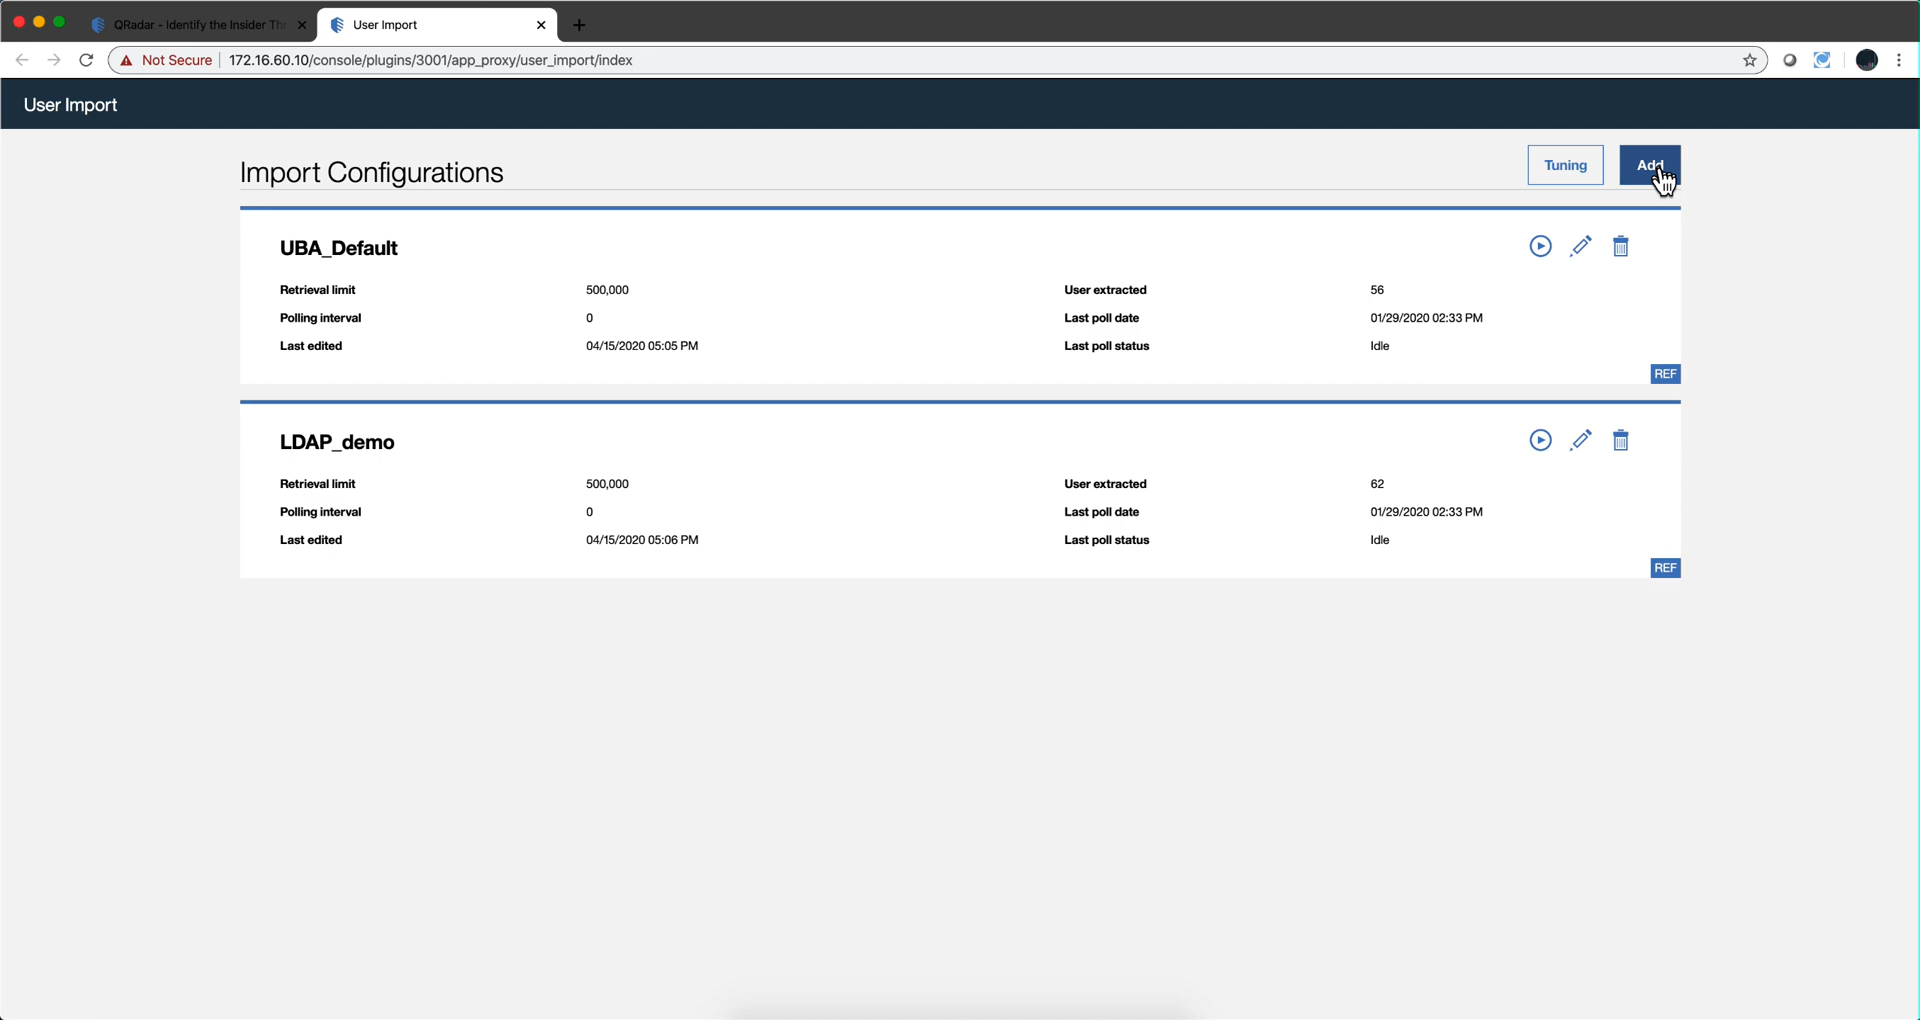 QRadar - Identify the Insider Thr
User Import
Not Secure 172.16.60.10/console/plugins/3001/app_proxy/user_import/index
User Import
Import Configurations
Tuning
Add
UBA_Default
Retrieval limit 500,000 User extracted 56
Polling interval 0 Last poll date 01/29/2020 02:33 PM
Last edited 04/15/2020 05:05 PM Last poll status Idle
REF
LDAP_demo
Retrieval limit 500,000 User extracted 62
Polling interval 0 Last poll date 01/29/2020 02:33 PM
Last edited 04/15/2020 05:06 PM Last poll status Idle
REF